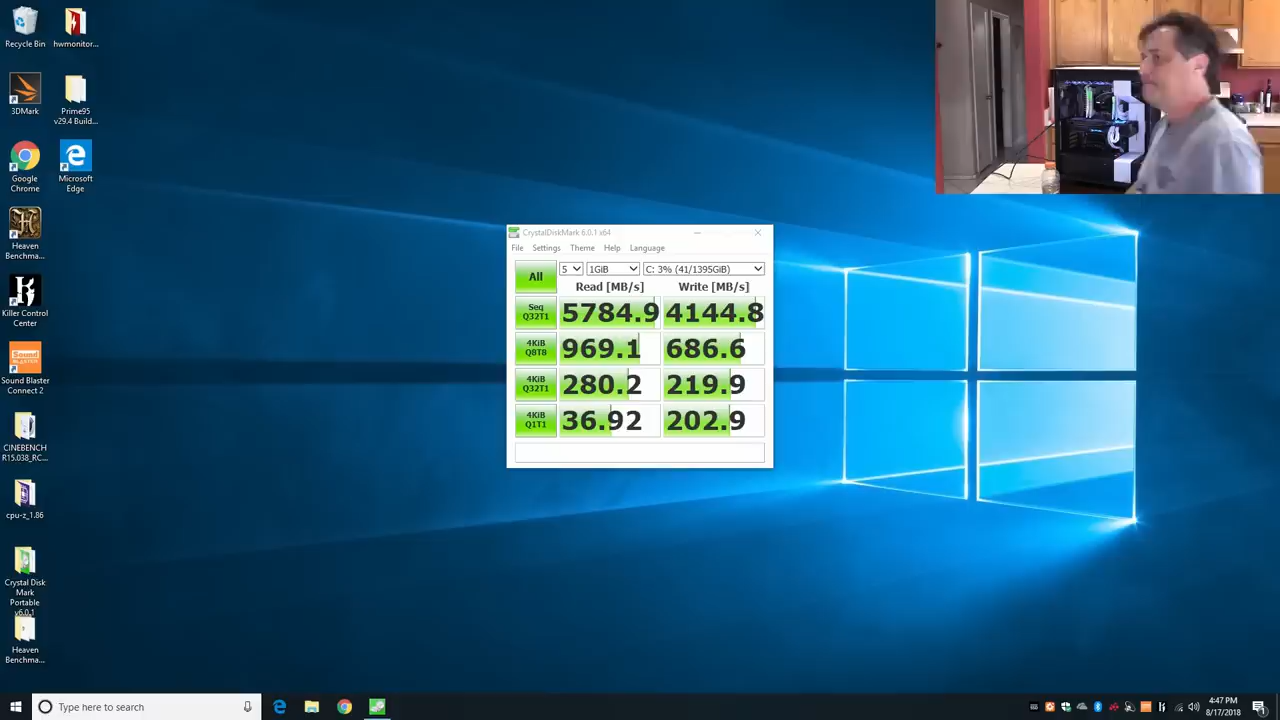 Recycle Bin
hwmonitor...
3DMark
Prime95
v29.4 Build...
Google
Chrome
Microsoft
Edge
Heaven
Benchma...
Killer Control
Center
Sound Blaster
Connect 2
CINEBENCH
R15.038_RC...
cpu-z_1.86
Crystal Disk
Mark
Portable
v6.0.1
Heaven
Benchma...
CrystalDiskMark 6.0.1 x64
File Settings Theme Help Language
All 5 1GiB C: 3% (41/1395GiB)
Read [MB/s] Write [MB/s]
Seq
Q32T1
5784.9 4144.8
4KiB
Q8T8
969.1 686.6
4KiB
Q32T1
280.2 219.9
4KiB
Q1T1
36.92 202.9
Type here to search
4:47 PM
8/17/2018